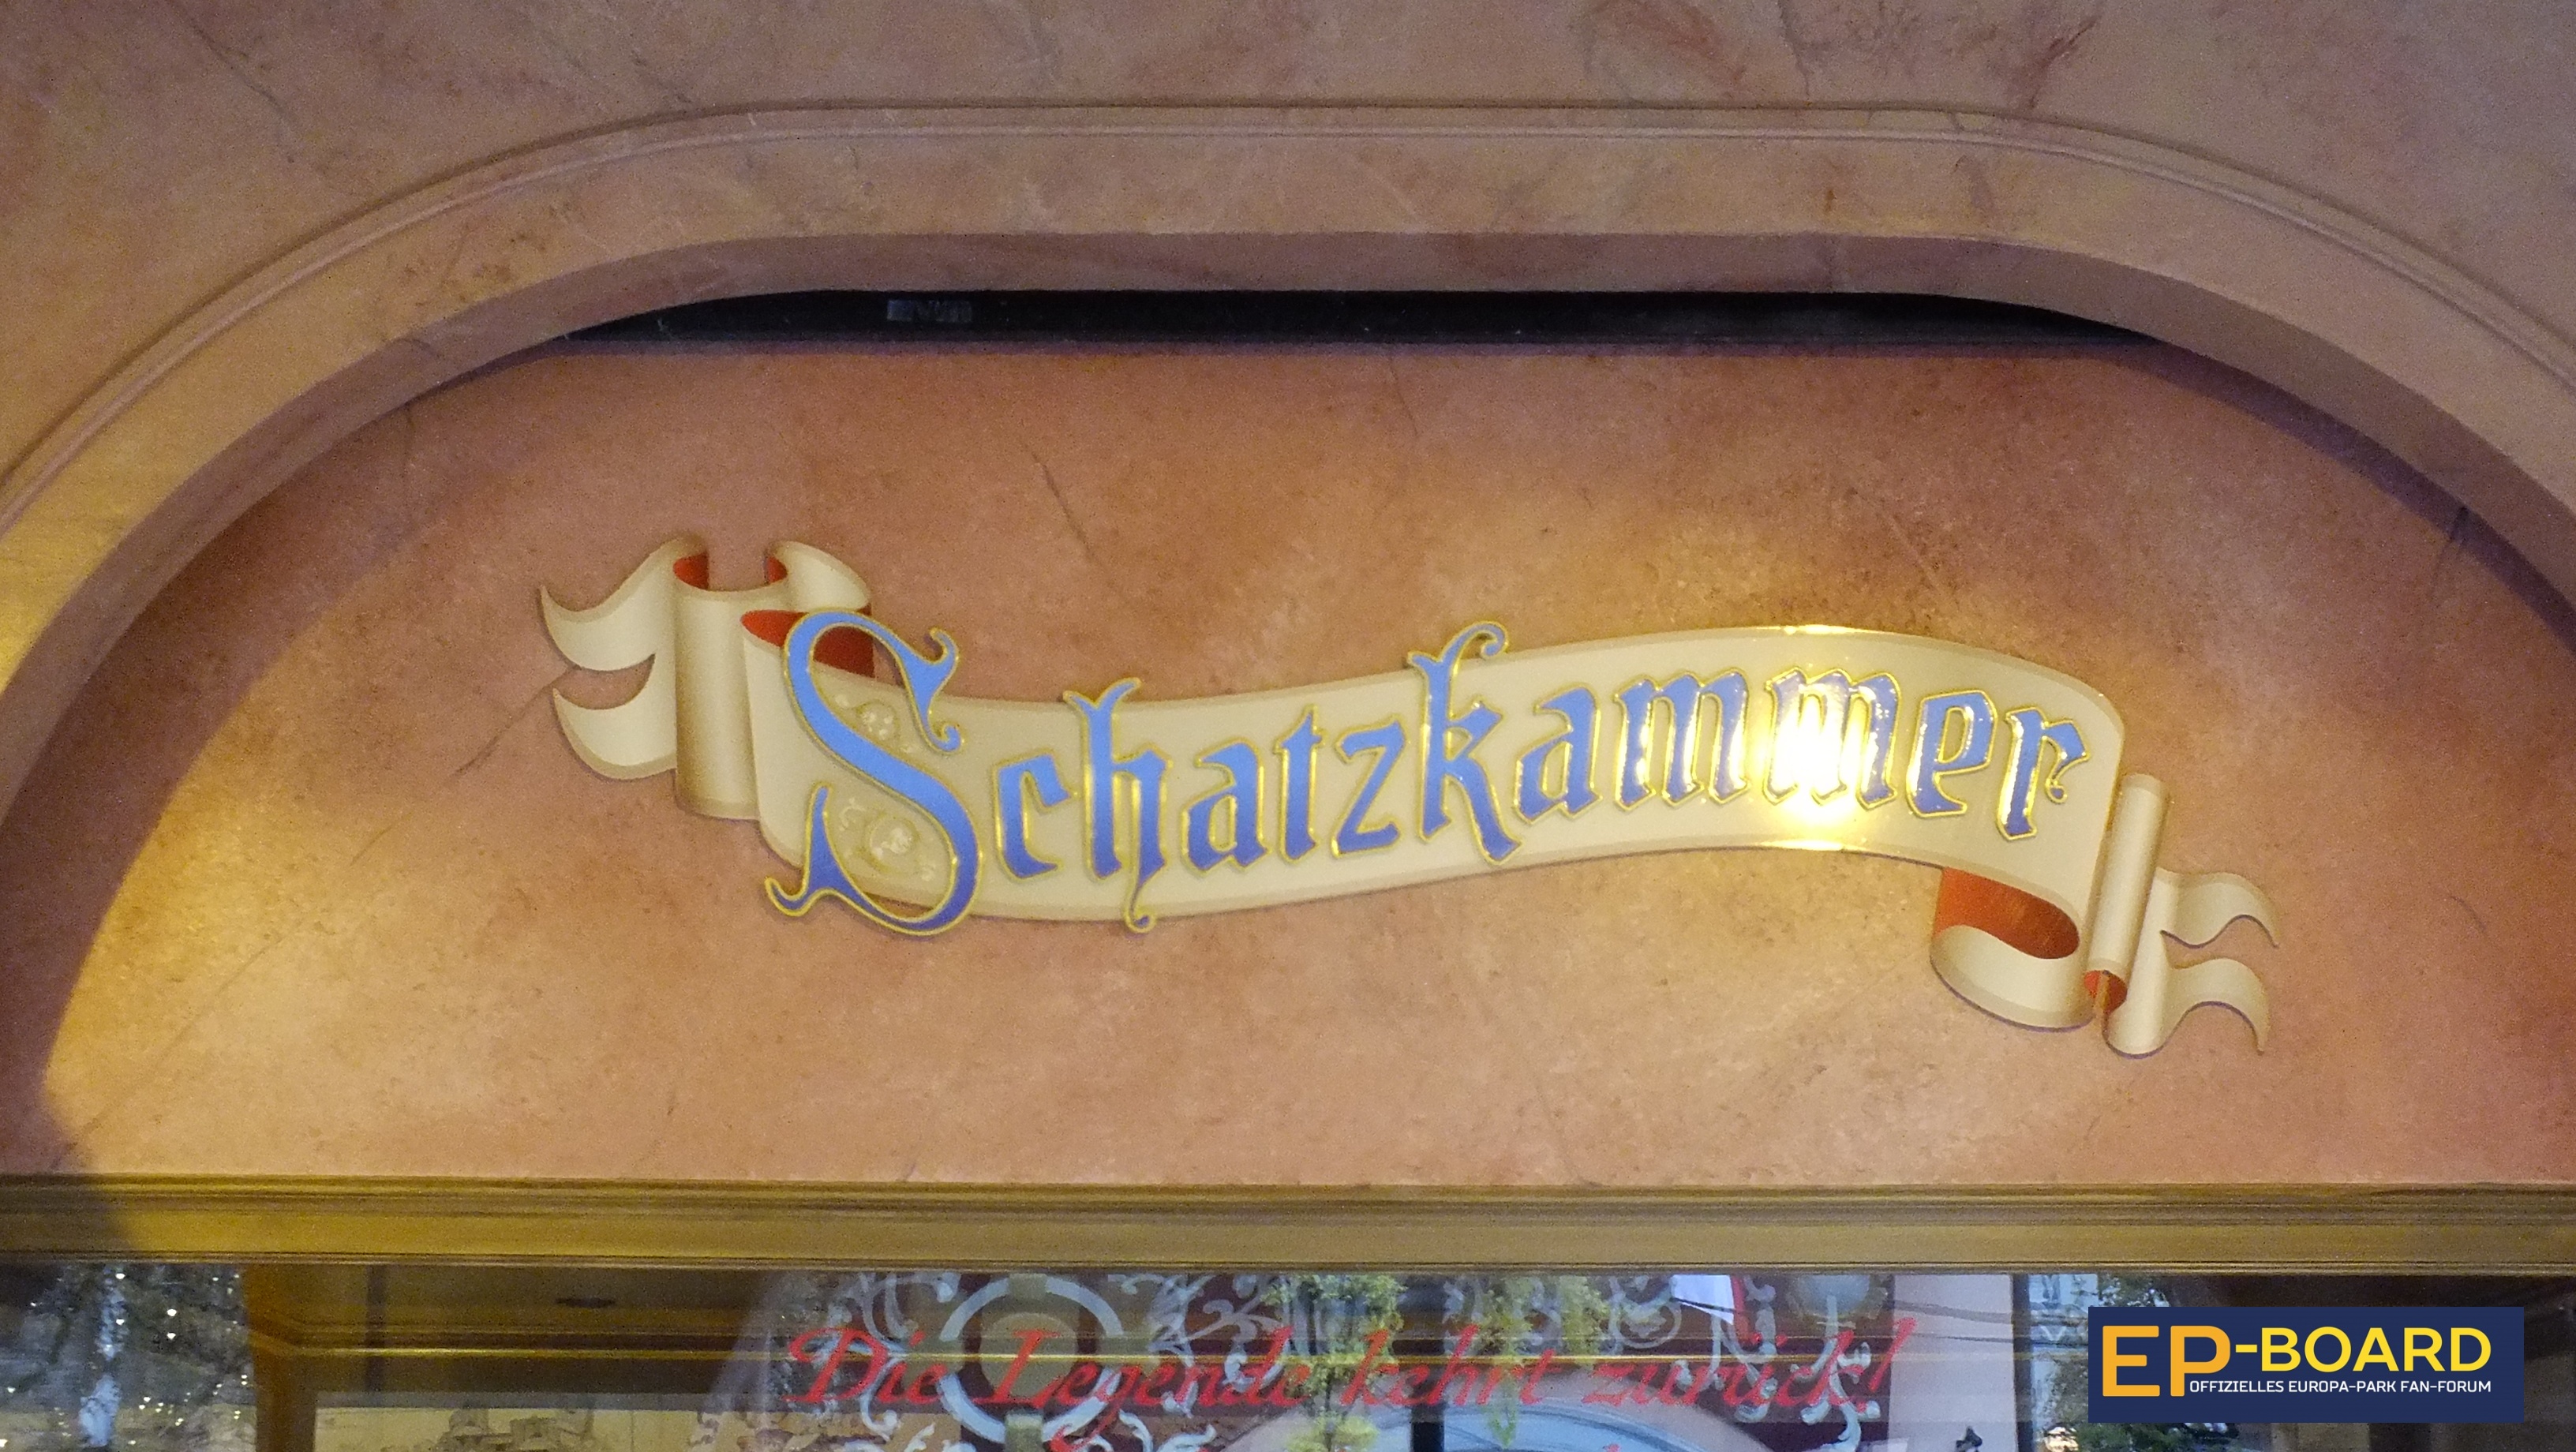 Schatzkammer
Die Legende kehrt zurück!
EP-BOARD
OFFIZIELLES EUROPA-PARK FAN-FORUM